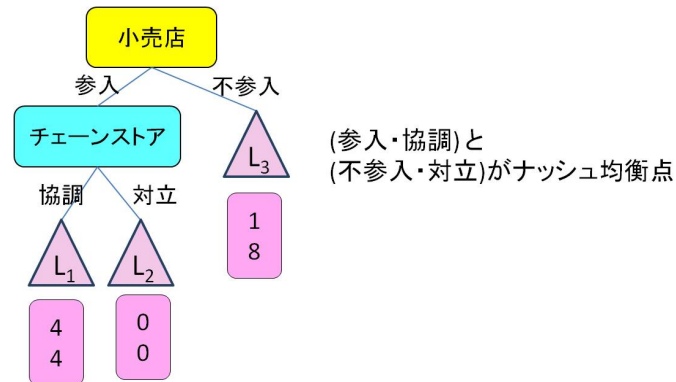 小売店
参入
不参入
チェーンストア
L3
(参入・協調)と
(不参入・対立)がナッシュ均衡点
協調
対立
1
8
L1
L2
4
4
0
0